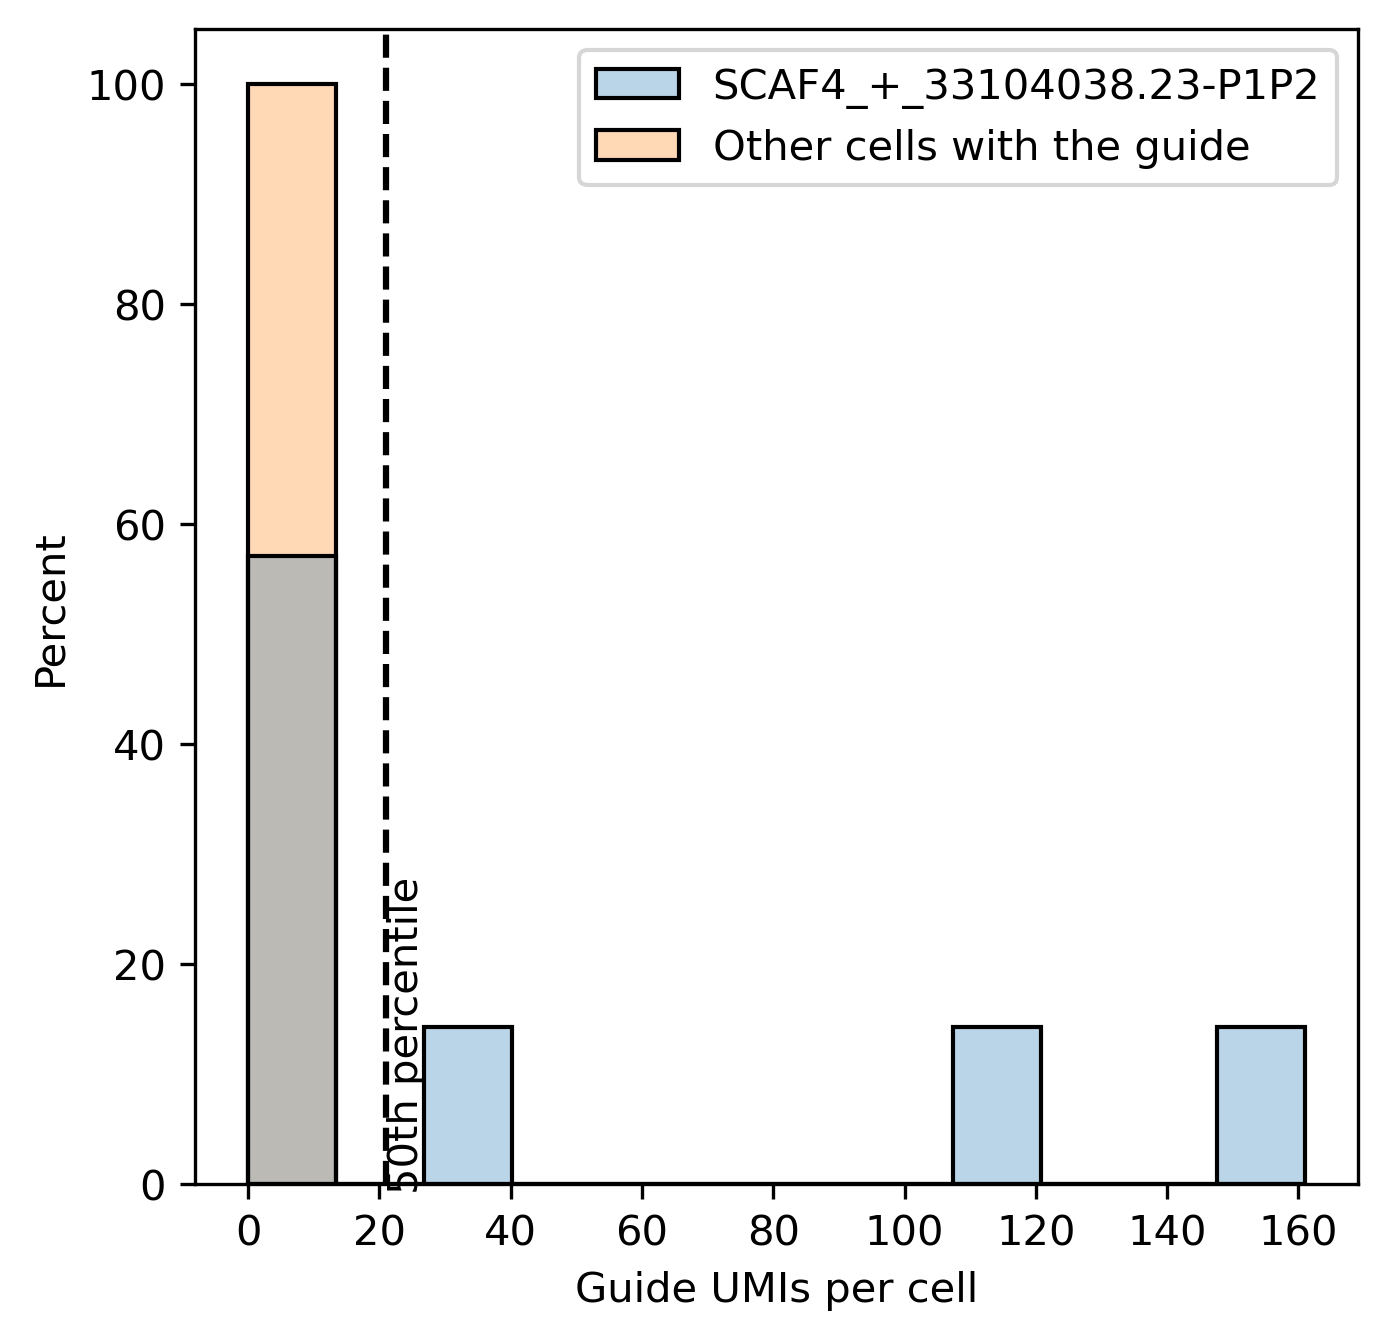 SCAF4_+_33104038.23-P1P2
Other cells with the guide
100
80
60
40
20
0
Percent
50th percentile
0 20 40 60 80 100 120 140 160
Guide UMIs per cell